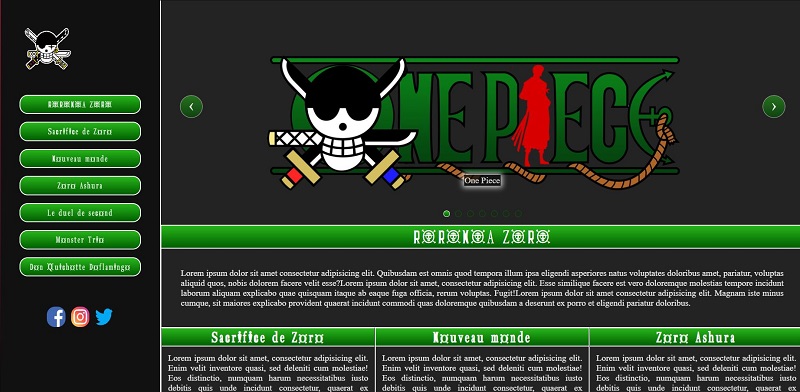 RORONOA ZORO
Sacrifice de Zoro
Nouveau monde
Zoro Ashura
Le duel de second
Monster Trio
Don Quichotte Doflamingo
ONE PIECE
One Piece
RORONOA ZORO
Lorem ipsum dolor sit amet consectetur adipisicing elit. Quibusdam est omnis quod tempora illum ipsa eligendi asperiores natus voluptates doloribus amet, pariatur, voluptas
aliquid quos, nobis dolorem facere velit esse?Lorem ipsum dolor sit amet, consectetur adipisicing elit. Esse similique facere est vero doloremque molestias tempore incidunt
laborum aliquam explicabo quae quisquam itaque ab eaque fuga officia, rerum voluptas. Fugit!Lorem ipsum dolor sit amet consectetur adipisicing elit. Magnam iste minus
cumque, sit maiores explicabo provident quaerat incidunt commodi quas doloremque quibusdam a deserunt ex porro et eligendi pariatur doloribus.
Sacrifice de Zoro
Lorem ipsum dolor sit amet, consectetur adipisicing elit.
Enim velit inventore quasi, sed deleniti cum molestiae!
Eos distinctio, numquam harum necessitatibus iusto
debitis quis unde incidunt consectetur, quaerat ex
Nouveau monde
Lorem ipsum dolor sit amet, consectetur adipisicing elit.
Enim velit inventore quasi, sed deleniti cum molestiae!
Eos distinctio, numquam harum necessitatibus iusto
debitis quis unde incidunt consectetur, quaerat ex
Zoro Ashura
Lorem ipsum dolor sit amet, consectetur adipisicing elit.
Enim velit inventore quasi, sed deleniti cum molestiae!
Eos distinctio, numquam harum necessitatibus iusto
debitis quis unde incidunt consectetur, quaerat ex